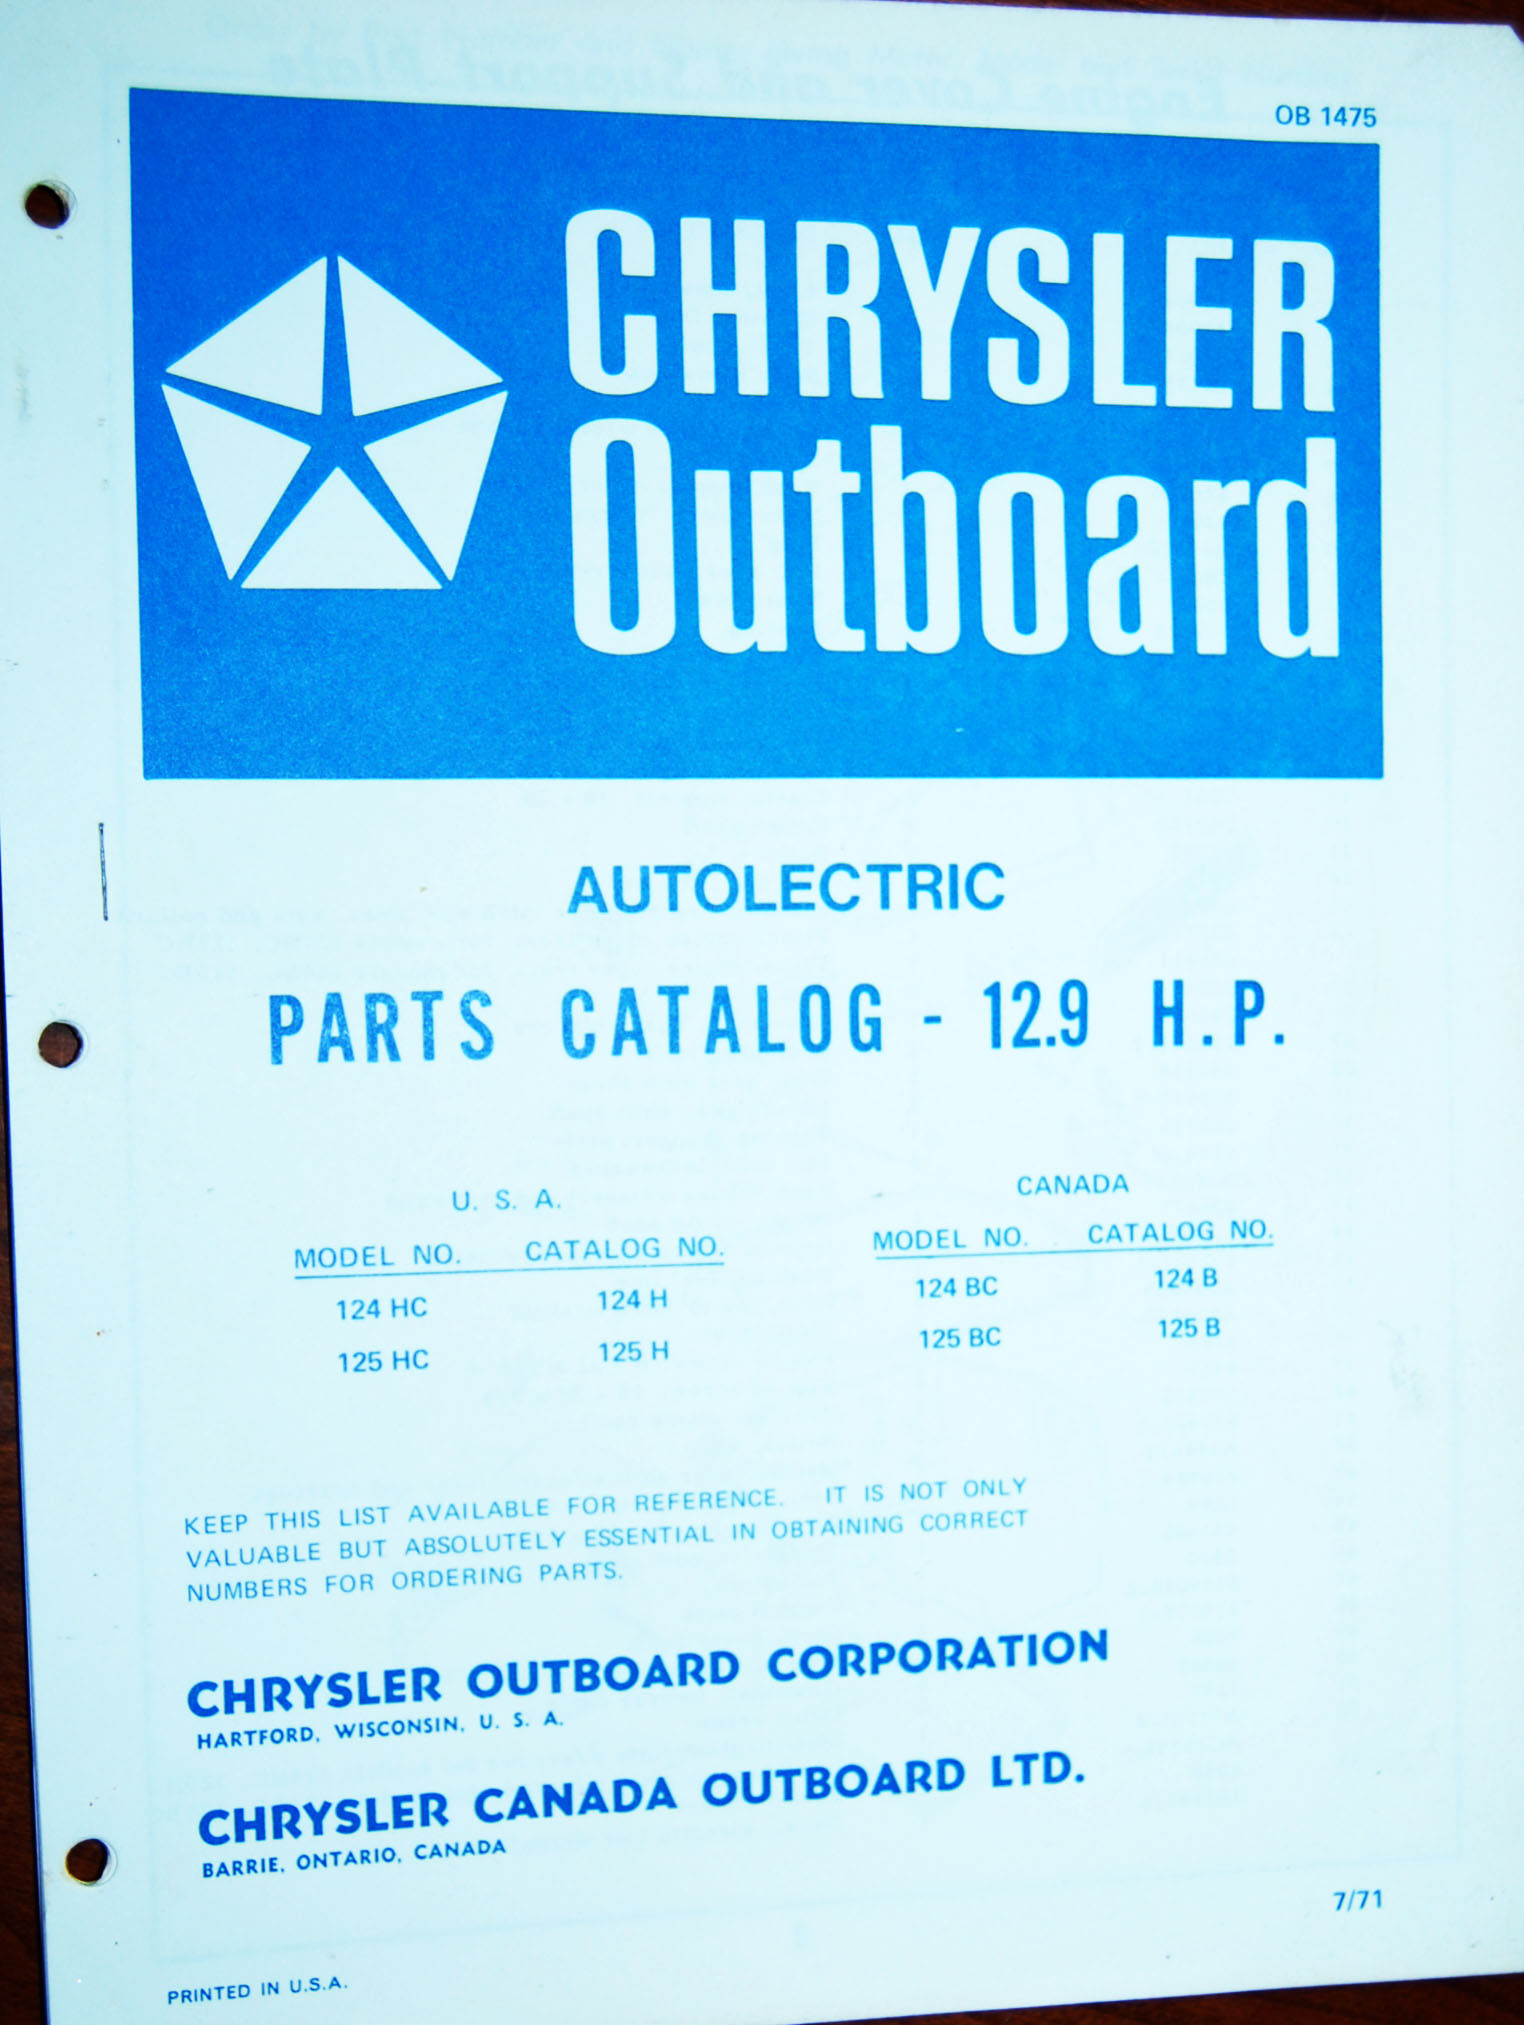 OB 1475
CHRYSLER
Outboard
AUTOLECTRIC
PARTS CATALOG - 12.9 H.P.
U. S. A.
MODEL NO. CATALOG NO.
124 HC 124 H
125 HC 125 H
CANADA
MODEL NO. CATALOG NO.
124 BC 124 B
125 BC 125 B
KEEP THIS LIST AVAILABLE FOR REFERENCE. IT IS NOT ONLY
VALUABLE BUT ABSOLUTELY ESSENTIAL IN OBTAINING CORRECT
NUMBERS FOR ORDERING PARTS.
CHRYSLER OUTBOARD CORPORATION
HARTFORD, WISCONSIN, U. S. A.
CHRYSLER CANADA OUTBOARD LTD.
BARRIE, ONTARIO, CANADA
7/71
PRINTED IN U.S.A.